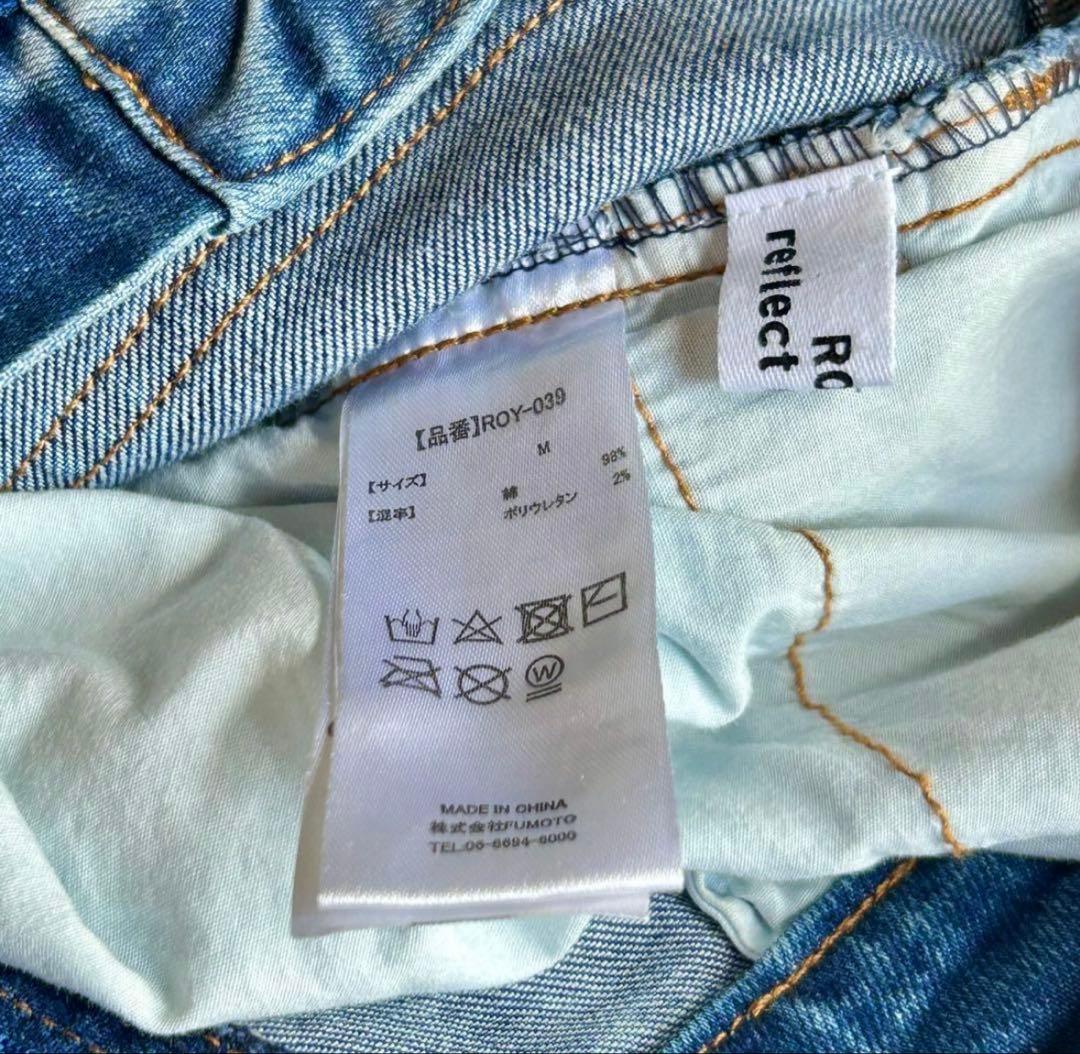 【品番】ROY-039
【サイズ】 M
【混率】 綿 98%
ポリウレタン 2%
W
MADE IN CHINA
株式会社FUMOTO
TEL:06-6694-6000
reflect